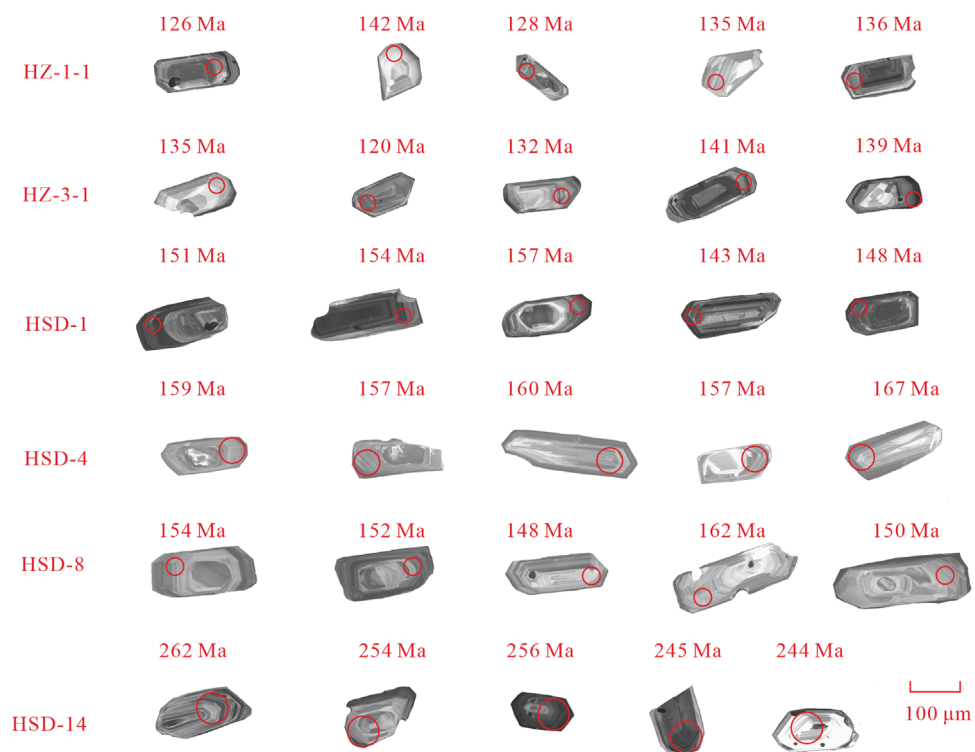 126 Ma 142 Ma 128 Ma 135 Ma 136 Ma
HZ-1-1
135 Ma 120 Ma 132 Ma 141 Ma 139 Ma
HZ-3-1
151 Ma 154 Ma 157 Ma 143 Ma 148 Ma
HSD-1
159 Ma 157 Ma 160 Ma 157 Ma 167 Ma
HSD-4
154 Ma 152 Ma 148 Ma 162 Ma 150 Ma
HSD-8
262 Ma 254 Ma 256 Ma 245 Ma 244 Ma
HSD-14
100 μm